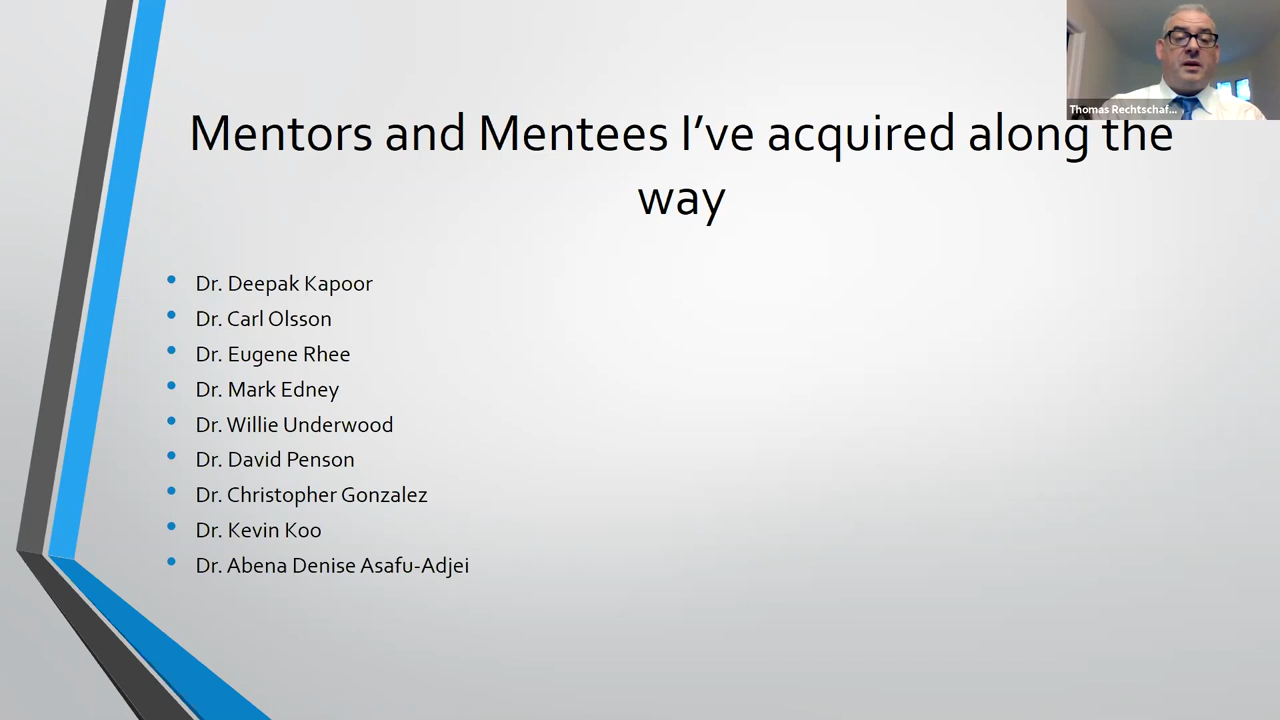 Thomas Rechtschaf...
Mentors and Mentees I've acquired along the
way
• Dr. Deepak Kapoor
• Dr. Carl Olsson
• Dr. Eugene Rhee
• Dr. Mark Edney
• Dr. Willie Underwood
• Dr. David Penson
• Dr. Christopher Gonzalez
• Dr. Kevin Koo
• Dr. Abena Denise Asafu-Adjei